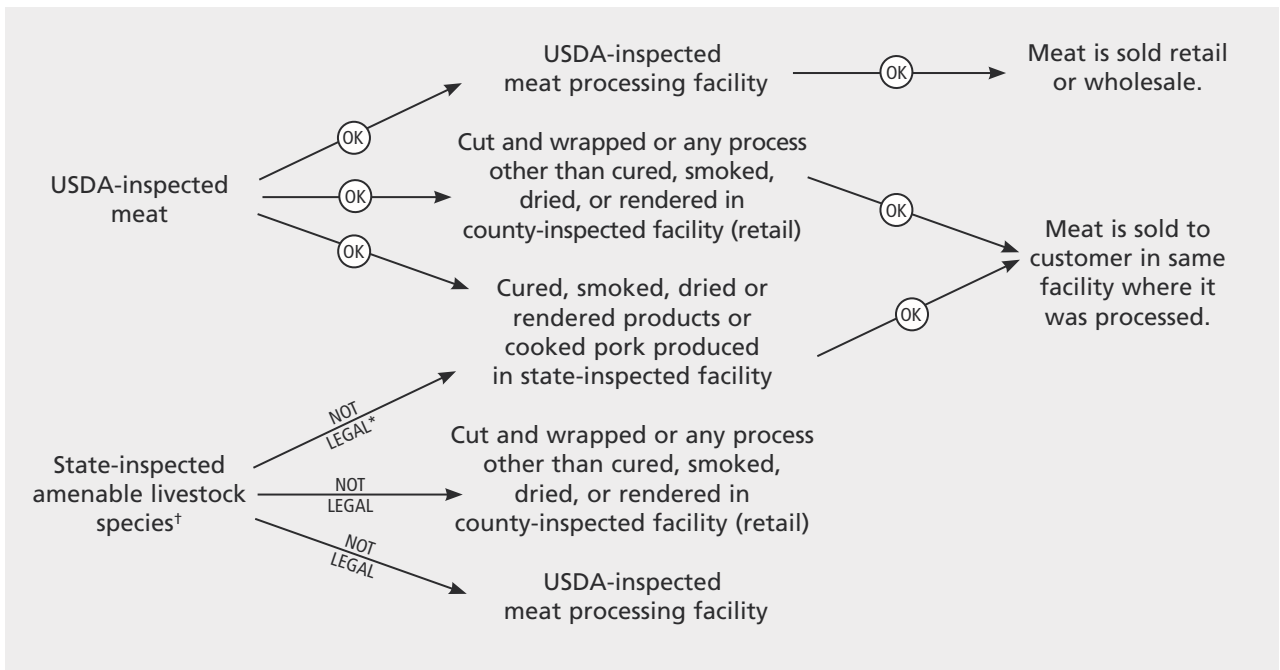 USDA-inspected
meat processing facility
OK
Meat is sold retail
or wholesale.
OK
Cut and wrapped or any process
other than cured, smoked,
dried, or rendered in
county-inspected facility (retail)
USDA-inspected
meat
OK
OK
OK
Meat is sold to
customer in same
facility where it
was processed.
Cured, smoked, dried or
rendered products or
cooked pork produced
in state-inspected facility
OK
NOT
LEGAL*
Cut and wrapped or any process
other than cured, smoked,
dried, or rendered in
county-inspected facility (retail)
State-inspected
amenable livestock
species†
NOT
LEGAL
NOT
LEGAL
USDA-inspected
meat processing facility